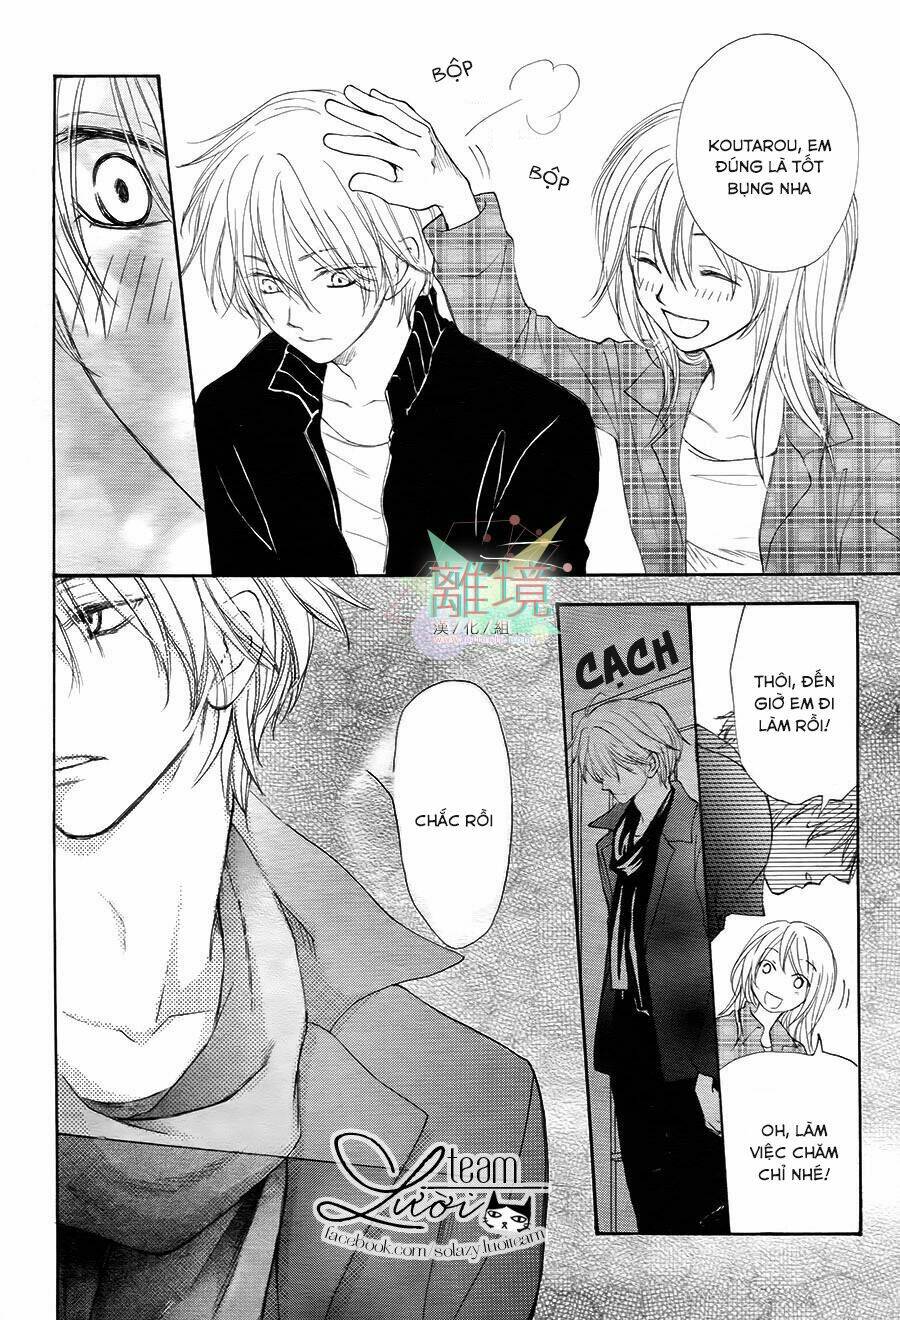 KOUTAROU, EM
ĐÚNG LÀ TỐT
BỤNG NHA
BỘP
BỘP
THÔI, ĐẾN
GIỜ EM ĐI
LÀM RỒI!
CẠCH
OH, LÀM
VIỆC CHĂM
CHỈ NHÉ!
CHẮC RỒI
離境
漢/化/組
team
Lười
facebook.com/solazy.luoiteam